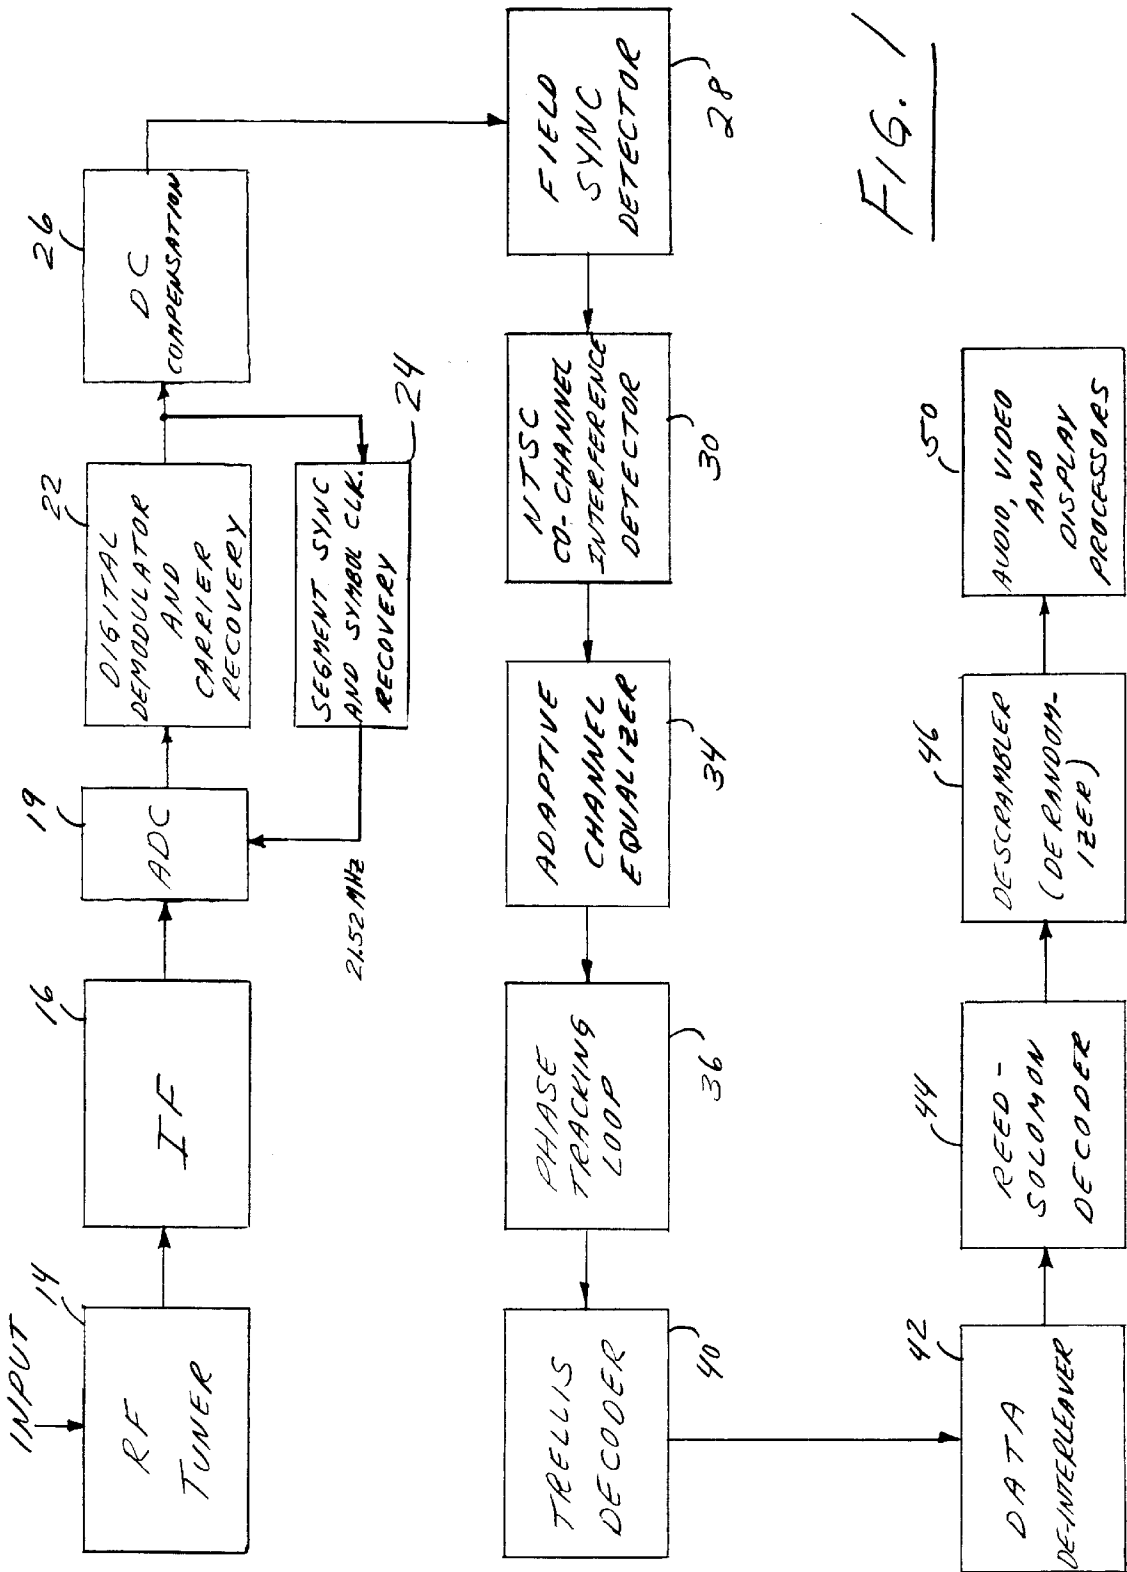 INPUT
14
RF
TUNER
16
IF
19
ADC
21.52 MHz
22
DIGITAL
DEMODULATOR
AND
CARRIER
RECOVERY
SEGMENT SYNC
AND SYMBOL CLK.
RECOVERY
24
26
DC
COMPENSATION
FIELD
SYNC
DETECTOR
28
NTSC
CO-CHANNEL
INTERFERENCE
DETECTOR
30
ADAPTIVE
CHANNEL
EQUALIZER
34
PHASE
TRACKING
LOOP
36
TRELLIS
DECODER
40
42
DATA
DE-INTERLEAVER
44
REED-
SOLOMON
DECODER
46
DESCRAMBLER
(DERANDOM-
IZER)
50
AUDIO, VIDEO
AND
DISPLAY
PROCESSORS
FIG. 1